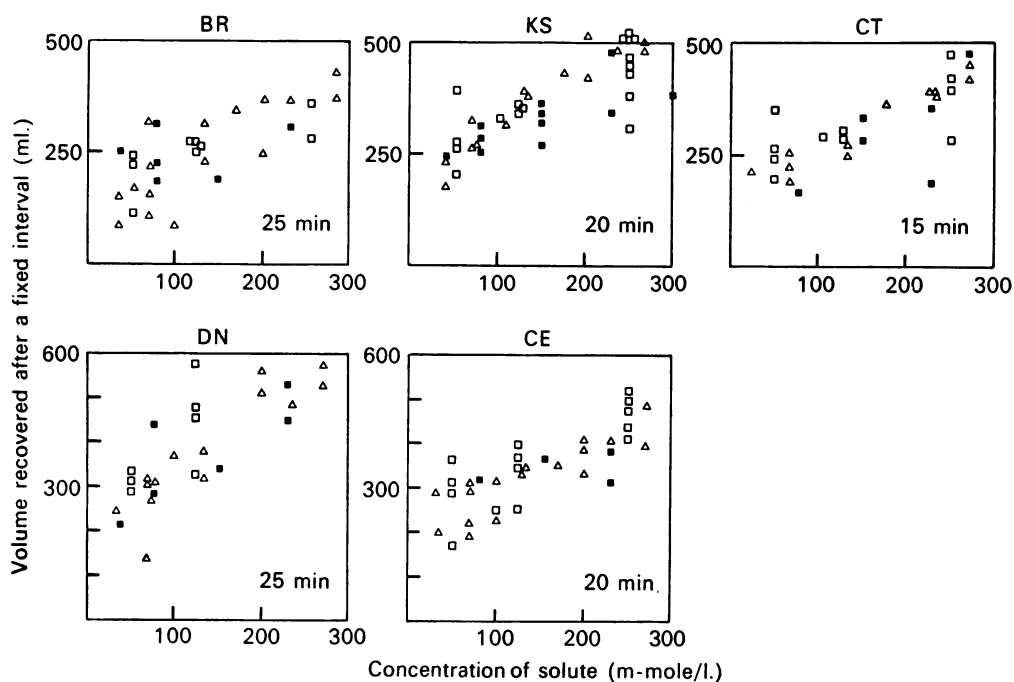 BR
KS
CT
500
250
25 min
100
200
300
500
250
20 min
100
200
300
500
250
15 min
100
200
300
Volume recovered after a fixed interval (ml.)
DN
CE
600
300
25 min
100
200
300
600
300
20 min.
100
200
300
Concentration of solute (m-mole/l.)